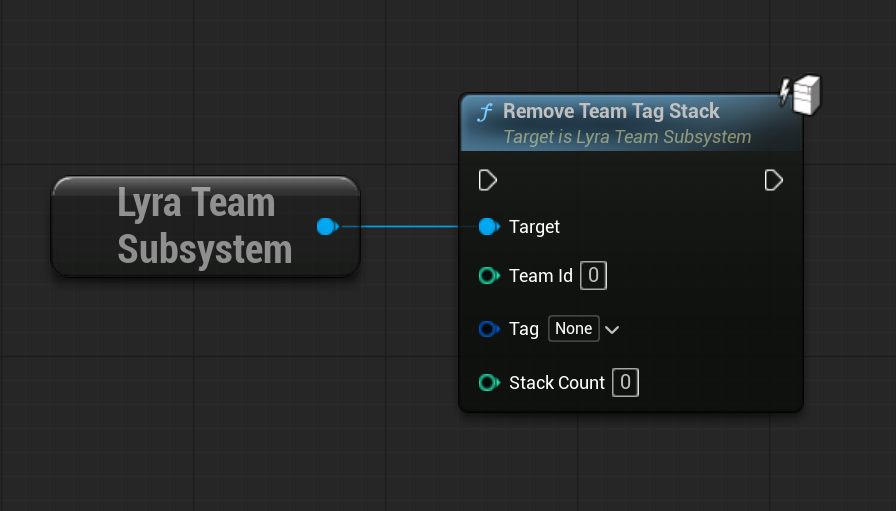 Lyra Team
Subsystem
f Remove Team Tag Stack
Target is Lyra Team Subsystem
Target
Team Id 0
Tag None
Stack Count 0